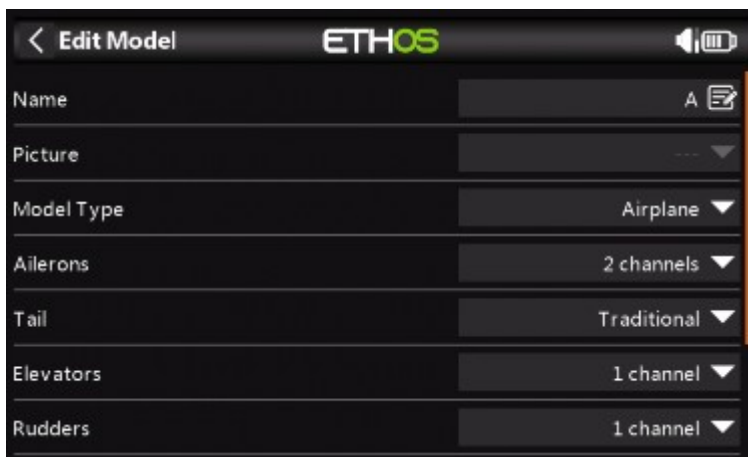 Edit Model ETHOS
Name A
Picture ---
Model Type Airplane
Ailerons 2 channels
Tail Traditional
Elevators 1 channel
Rudders 1 channel